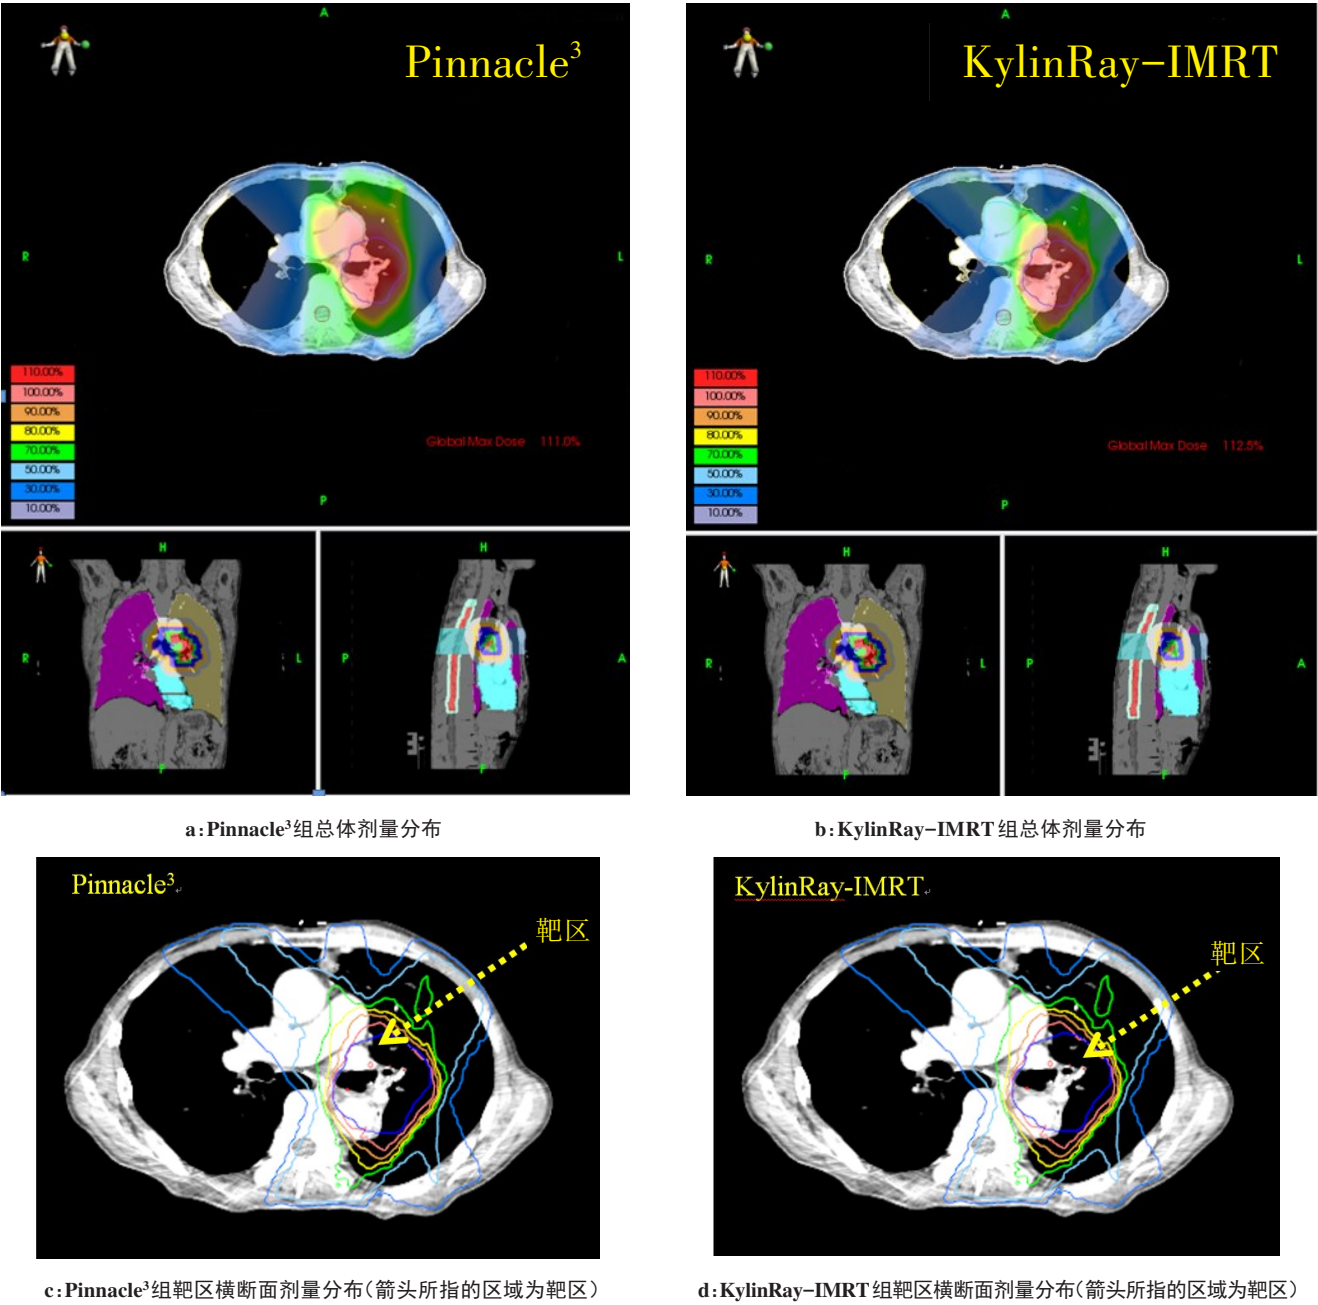 A
Pinnacle³
R
L
110.00%
100.00%
90.00%
80.00%
70.00%
50.00%
30.00%
10.00%
Global Max Dose 111.0%
P
H
R
L
F
H
P
A
F
a:Pinnacle³组总体剂量分布
A
KylinRay-IMRT
R
L
110.00%
100.00%
90.00%
80.00%
70.00%
50.00%
30.00%
10.00%
Global Max Dose 112.5%
P
H
R
L
F
H
P
A
F
b:KylinRay-IMRT组总体剂量分布
Pinnacle³
靶区
c:Pinnacle³组靶区横断面剂量分布(箭头所指的区域为靶区)
KylinRay-IMRT
靶区
d:KylinRay-IMRT组靶区横断面剂量分布(箭头所指的区域为靶区)